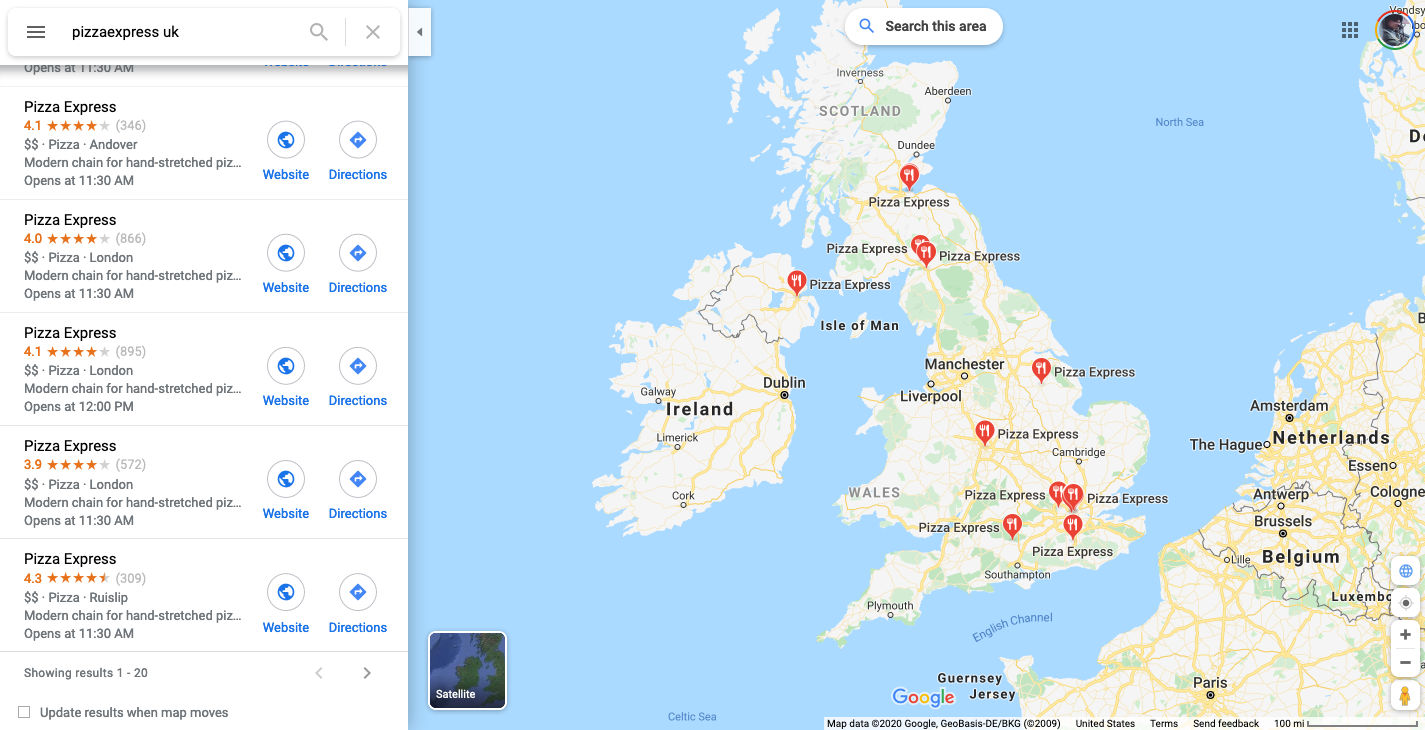 pizzaexpress uk
Opens at 11:30 AM
Website
Directions
Pizza Express
4.1 (346)
$$ · Pizza · Andover
Modern chain for hand-stretched piz...
Opens at 11:30 AM
Website
Directions
Pizza Express
4.0 (866)
$$ · Pizza · London
Modern chain for hand-stretched piz...
Opens at 11:30 AM
Website
Directions
Pizza Express
4.1 (895)
$$ · Pizza · London
Modern chain for hand-stretched piz...
Opens at 12:00 PM
Website
Directions
Pizza Express
3.9 (572)
$$ · Pizza · London
Modern chain for hand-stretched piz...
Opens at 11:30 AM
Website
Directions
Pizza Express
4.3 (309)
$$ · Pizza · Ruislip
Modern chain for hand-stretched piz...
Opens at 11:30 AM
Website
Directions
Showing results 1 - 20
Update results when map moves
Search this area
Inverness
Aberdeen
SCOTLAND
North Sea
Dundee
Pizza Express
Pizza Express
Pizza Express
Pizza Express
Isle of Man
Manchester
Pizza Express
Dublin
Liverpool
Galway
Ireland
Amsterdam
Pizza Express
Limerick
The Hague
Netherlands
Cambridge
Essen
WALES
Pizza Express
Pizza Express
Cork
Antwerp
Cologne
Pizza Express
Brussels
Pizza Express
Lille
Belgium
Southampton
Plymouth
English Channel
Guernsey
Jersey
Paris
Satellite
Google
Celtic Sea
Map data ©2020 Google, GeoBasis-DE/BKG (©2009)
United States
Terms
Send feedback
100 mi